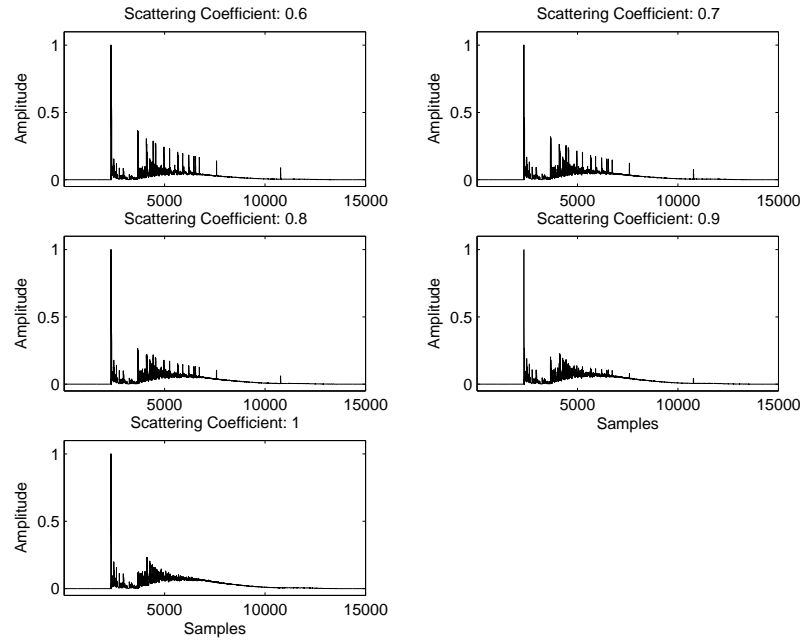 Scattering Coefficient: 0.6
Amplitude
1
0.5
0
5000 10000 15000
Scattering Coefficient: 0.7
Amplitude
1
0.5
0
5000 10000 15000
Scattering Coefficient: 0.8
Amplitude
1
0.5
0
5000 10000 15000
Scattering Coefficient: 0.9
Amplitude
1
0.5
0
5000 10000 15000
Samples
Scattering Coefficient: 1
Amplitude
1
0.5
0
5000 10000 15000
Samples